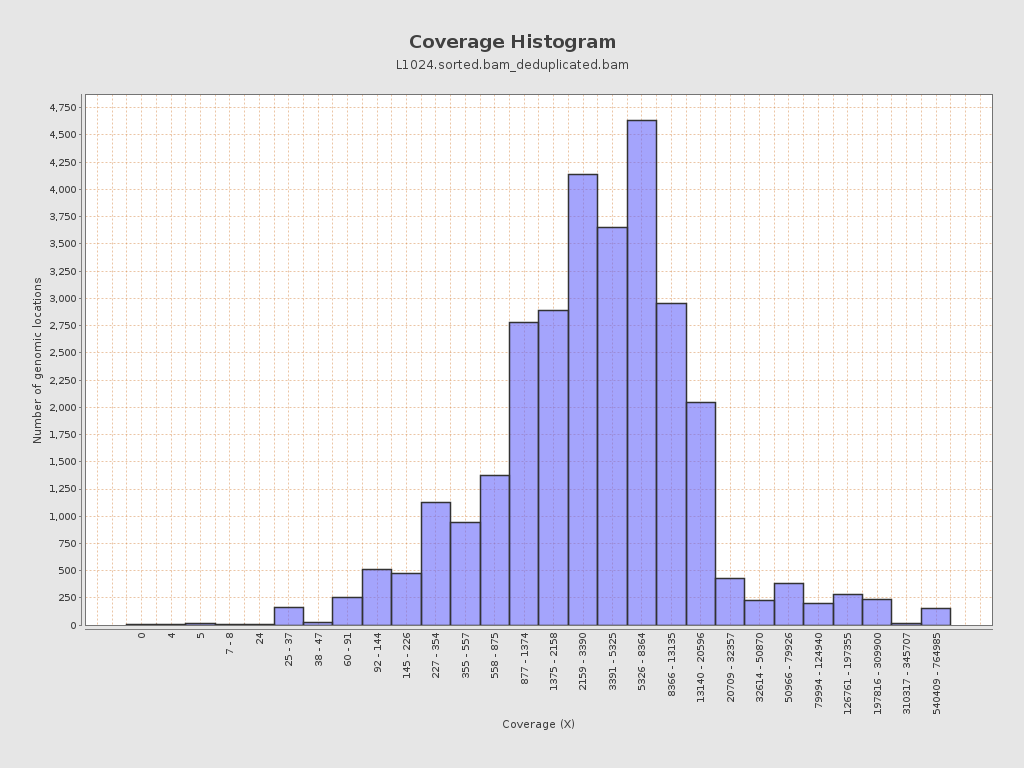 Coverage Histogram
L1024.sorted.bam_deduplicated.bam
Number of genomic locations
4,750
4,500
4,250
4,000
3,750
3,500
3,250
3,000
2,750
2,500
2,250
2,000
1,750
1,500
1,250
1,000
750
500
250
0
0
4
5
7 - 8
24
25 - 37
38 - 47
60 - 91
92 - 144
145 - 226
227 - 354
355 - 557
558 - 875
877 - 1374
1375 - 2158
2159 - 3390
3391 - 5325
5326 - 8364
8366 - 13135
13140 - 20596
20709 - 32357
32614 - 50870
50966 - 79926
79994 - 124940
126761 - 197355
197816 - 309900
310317 - 345707
540409 - 764985
Coverage (X)